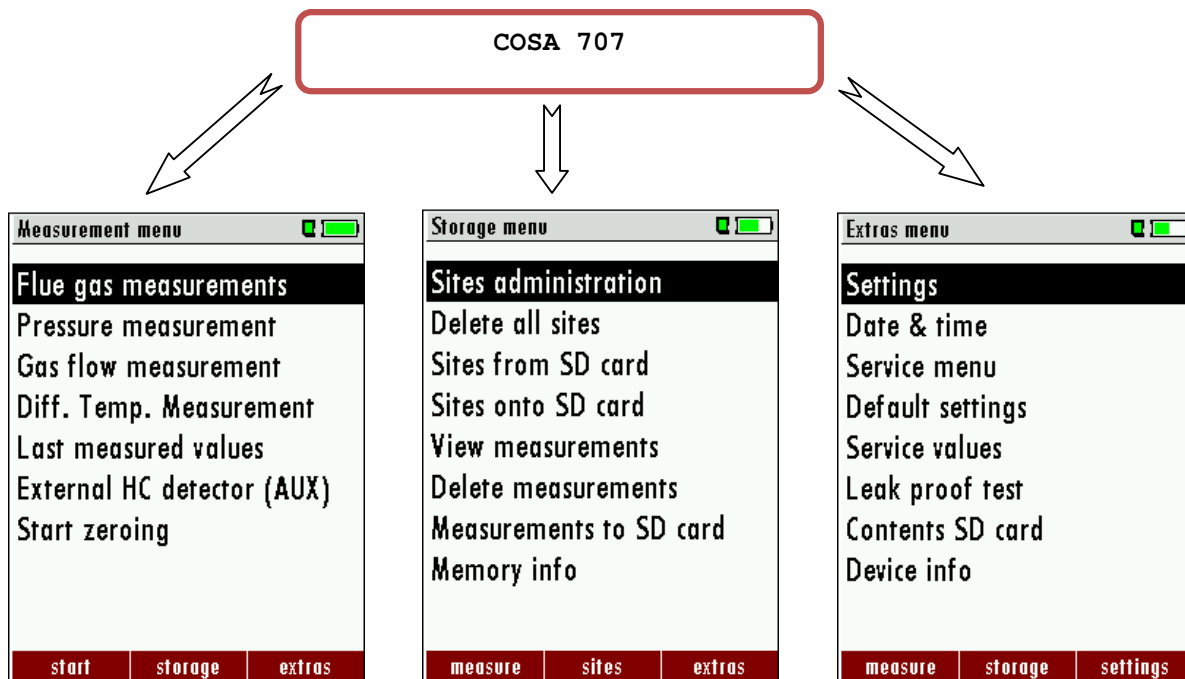 COSA 707
Measurement menu
Flue gas measurements
Pressure measurement
Gas flow measurement
Diff. Temp. Measurement
Last measured values
External HC detector (AUX)
Start zeroing
start storage extras
Storage menu
Sites administration
Delete all sites
Sites from SD card
Sites onto SD card
View measurements
Delete measurements
Measurements to SD card
Memory info
measure sites extras
Extras menu
Settings
Date & time
Service menu
Default settings
Service values
Leak proof test
Contents SD card
Device info
measure storage settings